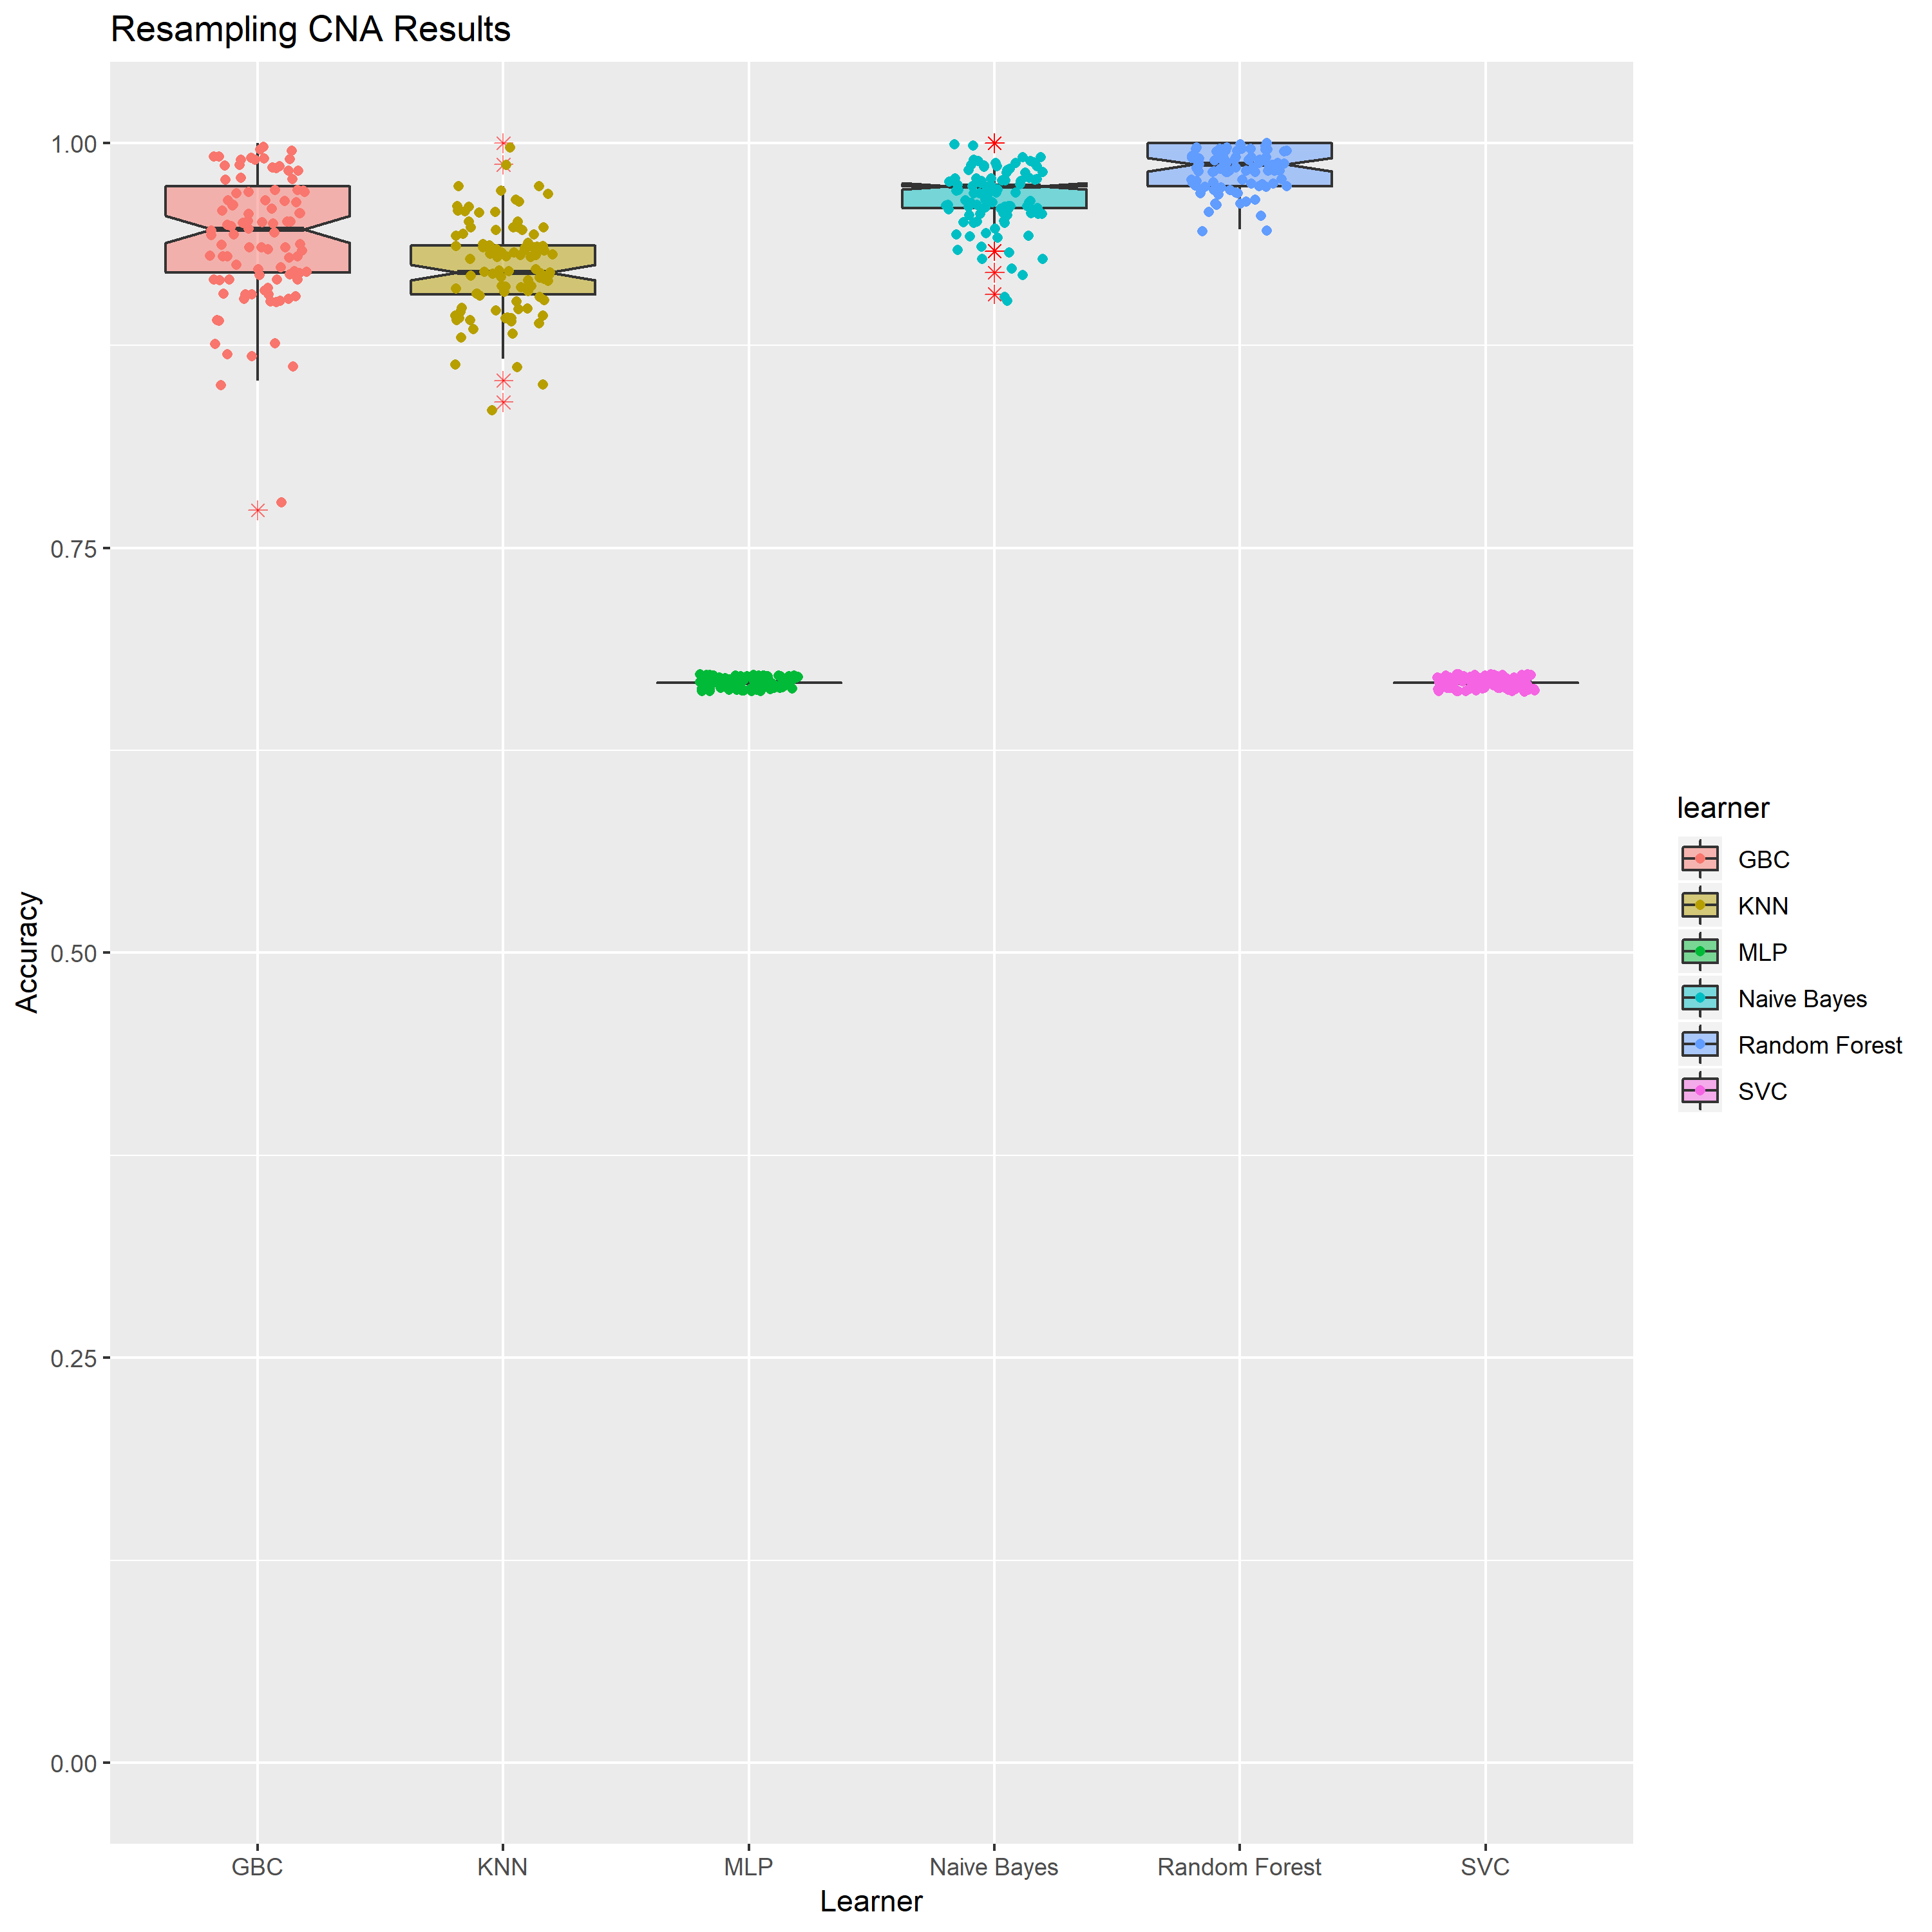 Resampling CNA Results
1.00
0.75
0.50
0.25
0.00
Accuracy
GBC
KNN
MLP
Naive Bayes
Random Forest
SVC
Learner
learner
GBC
KNN
MLP
Naive Bayes
Random Forest
SVC